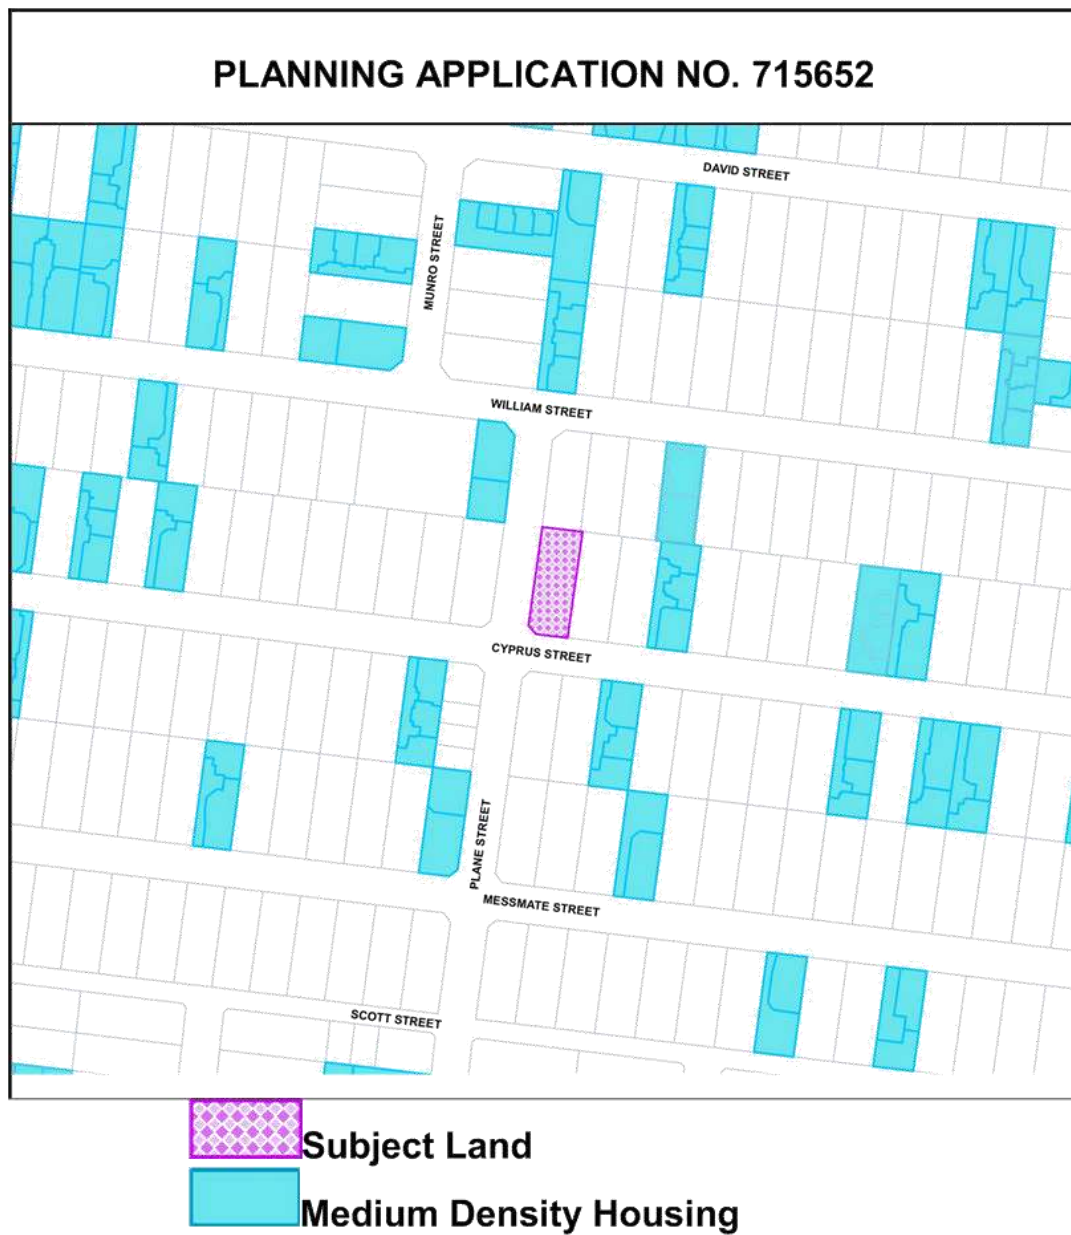 PLANNING APPLICATION NO. 715652
DAVID STREET
MUNRO STREET
WILLIAM STREET
CYPRUS STREET
PLANE STREET
MESSMATE STREET
SCOTT STREET
Subject Land
Medium Density Housing